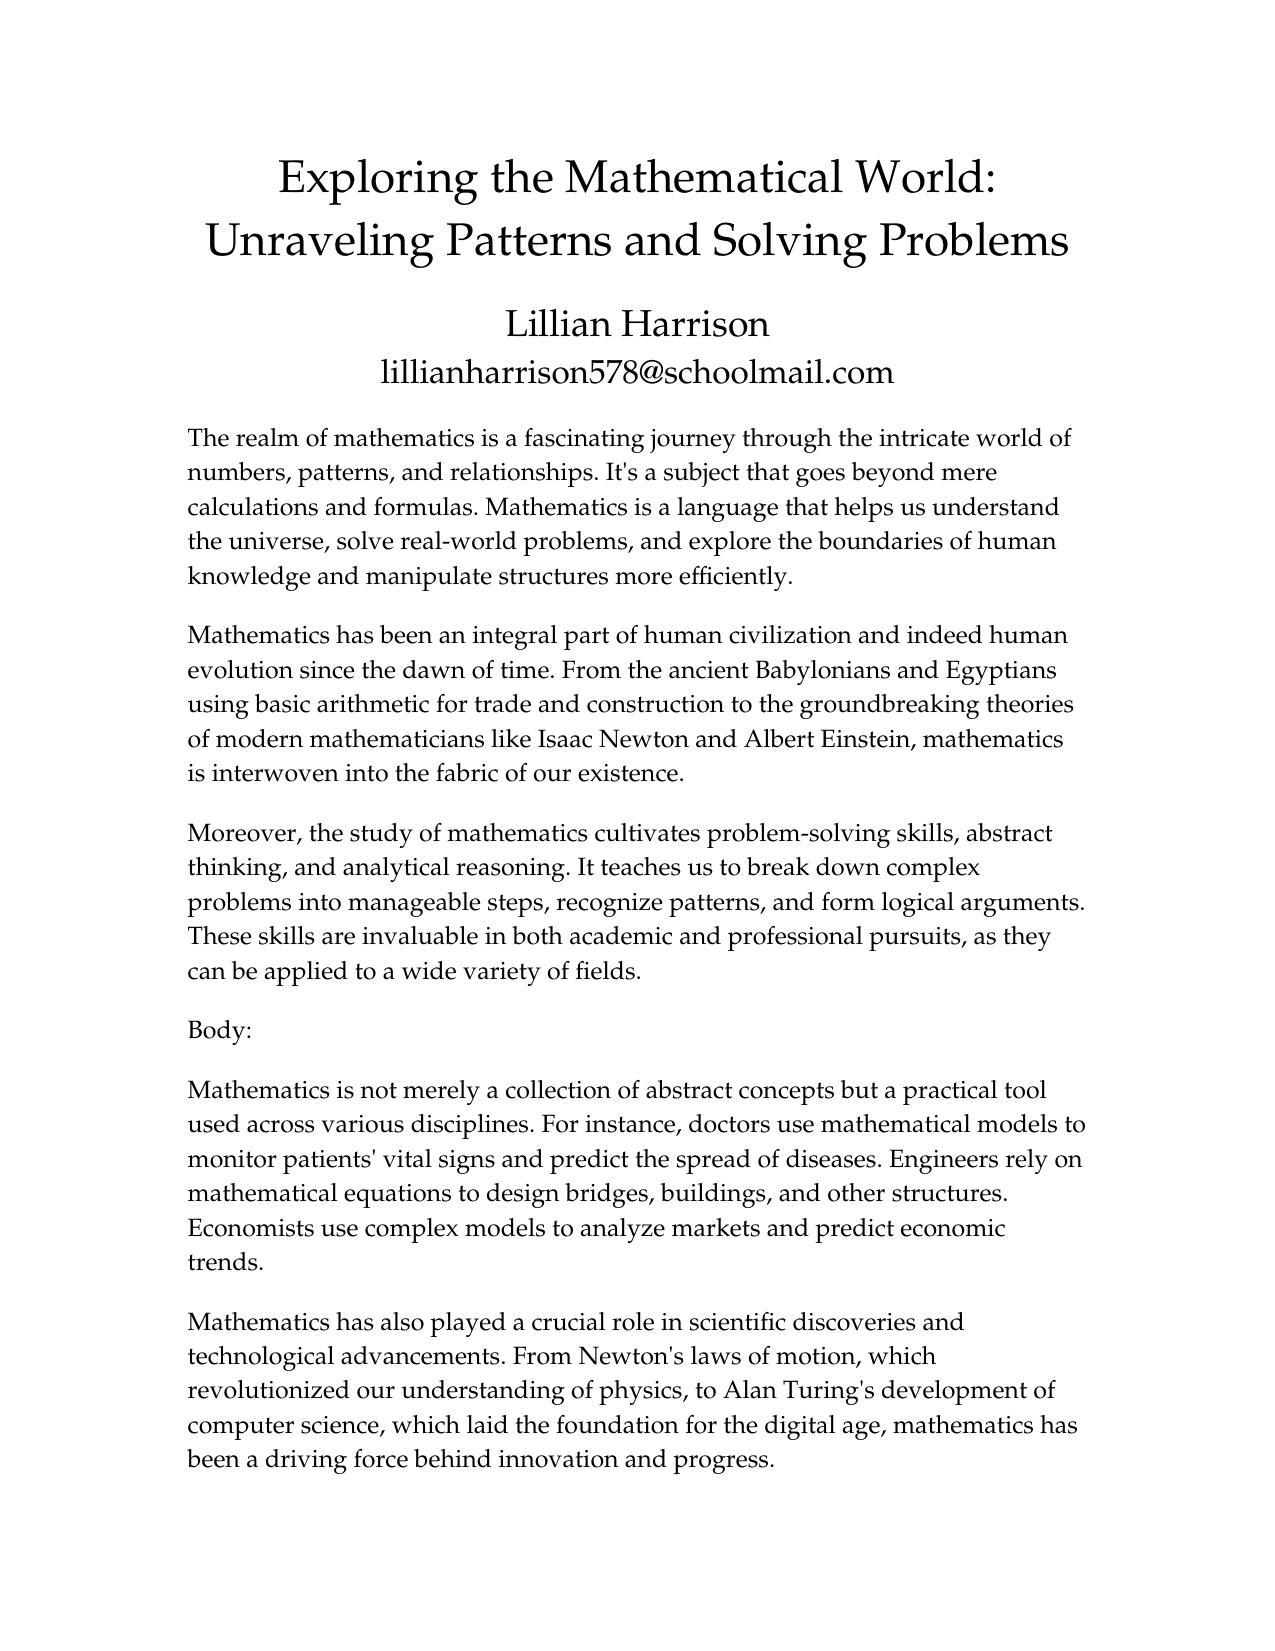 Exploring the Mathematical World:
Unraveling Patterns and Solving Problems
Lillian Harrison
lillianharrison578@schoolmail.com
The realm of mathematics is a fascinating journey through the intricate world of
numbers, patterns, and relationships. It's a subject that goes beyond mere
calculations and formulas. Mathematics is a language that helps us understand
the universe, solve real-world problems, and explore the boundaries of human
knowledge and manipulate structures more efficiently.
Mathematics has been an integral part of human civilization and indeed human
evolution since the dawn of time. From the ancient Babylonians and Egyptians
using basic arithmetic for trade and construction to the groundbreaking theories
of modern mathematicians like Isaac Newton and Albert Einstein, mathematics
is interwoven into the fabric of our existence.
Moreover, the study of mathematics cultivates problem-solving skills, abstract
thinking, and analytical reasoning. It teaches us to break down complex
problems into manageable steps, recognize patterns, and form logical arguments.
These skills are invaluable in both academic and professional pursuits, as they
can be applied to a wide variety of fields.
Body:
Mathematics is not merely a collection of abstract concepts but a practical tool
used across various disciplines. For instance, doctors use mathematical models to
monitor patients' vital signs and predict the spread of diseases. Engineers rely on
mathematical equations to design bridges, buildings, and other structures.
Economists use complex models to analyze markets and predict economic
trends.
Mathematics has also played a crucial role in scientific discoveries and
technological advancements. From Newton's laws of motion, which
revolutionized our understanding of physics, to Alan Turing's development of
computer science, which laid the foundation for the digital age, mathematics has
been a driving force behind innovation and progress.